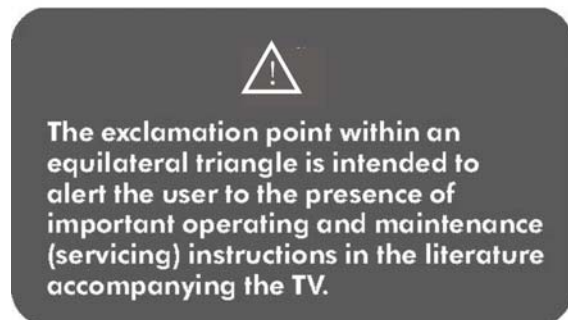 !
The exclamation point within an
equilateral triangle is intended to
alert the user to the presence of
important operating and maintenance
(servicing) instructions in the literature
accompanying the TV.